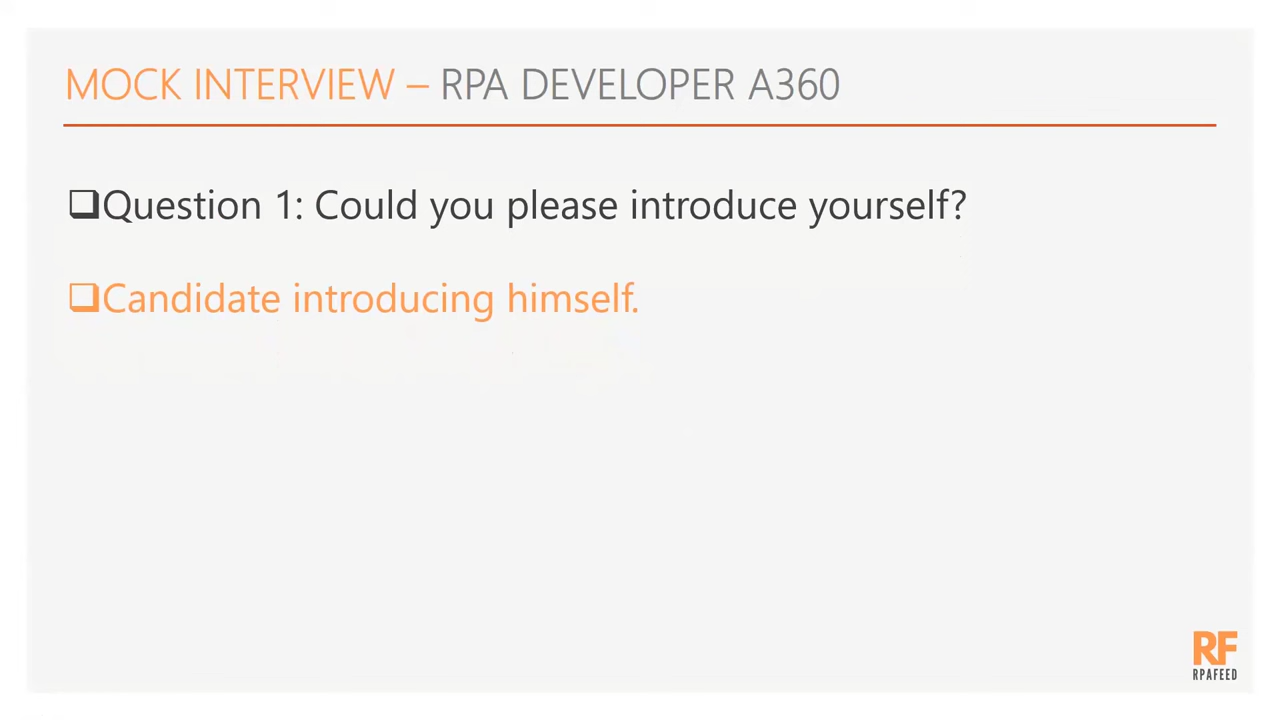 MOCK INTERVIEW – RPA DEVELOPER A360
❑Question 1: Could you please introduce yourself?
❑Candidate introducing himself.
RF
RPAFEED